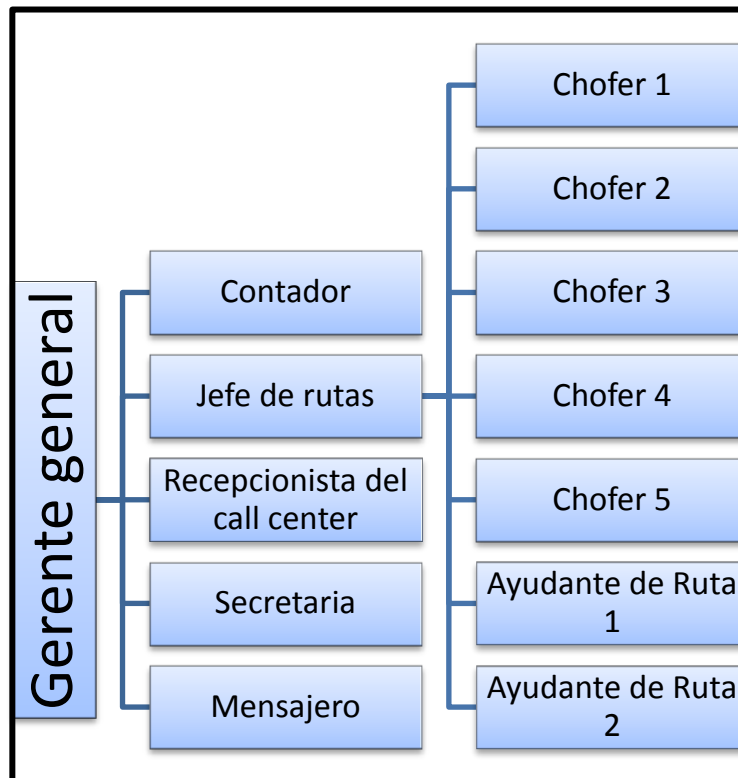 Gerente general
Contador
Jefe de rutas
Recepcionista del
call center
Secretaria
Mensajero
Chofer 1
Chofer 2
Chofer 3
Chofer 4
Chofer 5
Ayudante de Ruta
1
Ayudante de Ruta
2